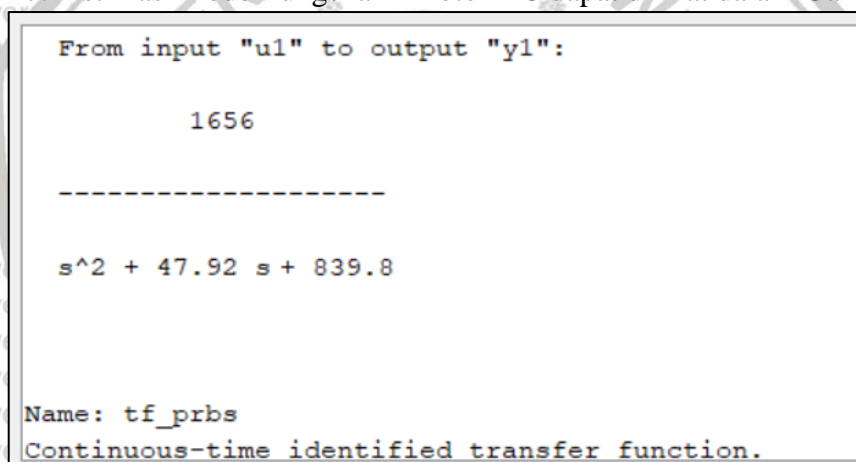 From input "u1" to output "y1":
1656
--------------------
s^2 + 47.92 s + 839.8
Name: tf_prbs
Continuous-time identified transfer function.